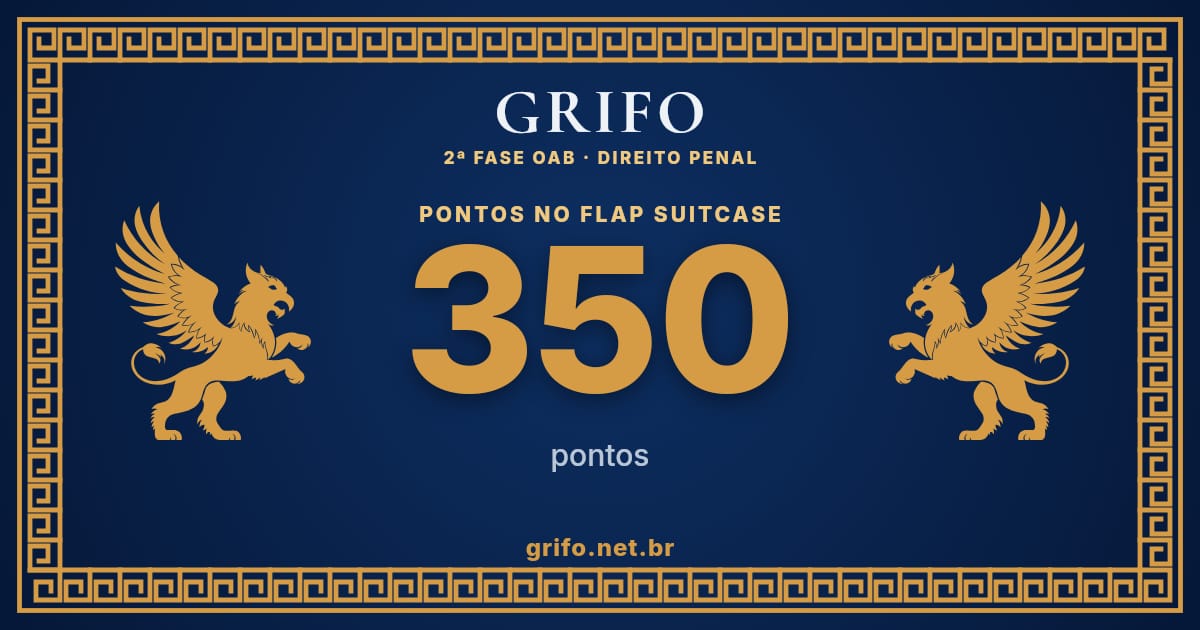 GRIFO
2ª FASE OAB · DIREITO PENAL
PONTOS NO FLAP SUITCASE
350
pontos
grifo.net.br